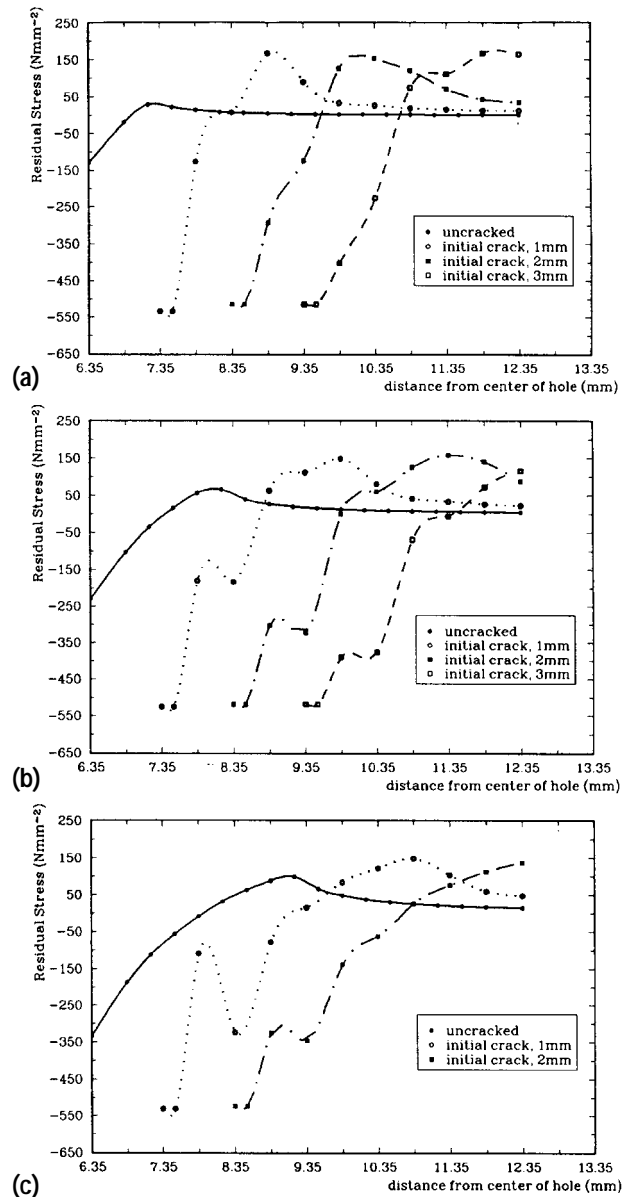 250
150
50
-50
-150
-250
-350
-450
-550
-650
Residual Stress (Nmm-2)
uncracked
initial crack, 1mm
initial crack, 2mm
initial crack, 3mm
6.35 7.35 8.35 9.35 10.35 11.35 12.35 13.35
distance from center of hole (mm)
(a)
250
150
50
-50
-150
-250
-350
-450
-550
-650
Residual Stress (Nmm-2)
uncracked
initial crack, 1mm
initial crack, 2mm
initial crack, 3mm
6.35 7.35 8.35 9.35 10.35 11.35 12.35 13.35
distance from center of hole (mm)
(b)
250
150
50
-50
-150
-250
-350
-450
-550
-650
Residual Stress (Nmm-2)
uncracked
initial crack, 1mm
initial crack, 2mm
6.35 7.35 8.35 9.35 10.35 11.35 12.35 13.35
distance from center of hole (mm)
(c)